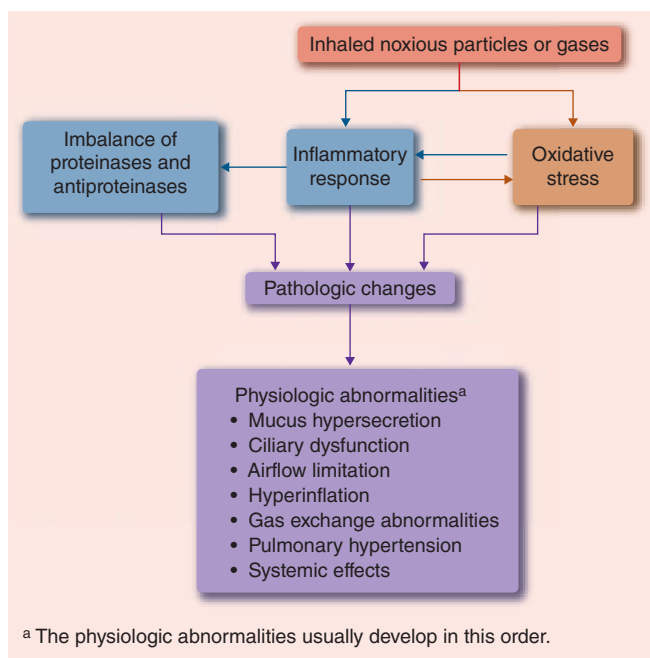 Inhaled noxious particles or gases
Imbalance of
proteinases and
antiproteinases
Inflammatory
response
Oxidative
stress
Pathologic changes
Physiologic abnormalitiesᵃ
• Mucus hypersecretion
• Ciliary dysfunction
• Airflow limitation
• Hyperinflation
• Gas exchange abnormalities
• Pulmonary hypertension
• Systemic effects
ᵃ The physiologic abnormalities usually develop in this order.